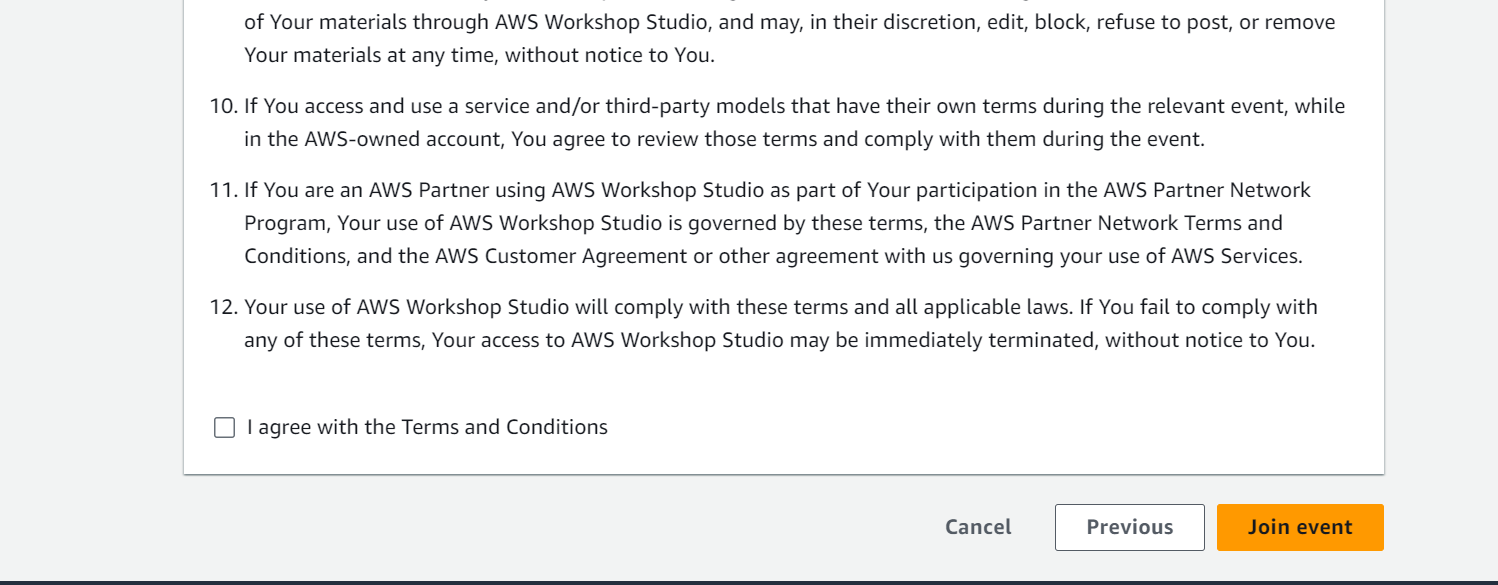 of Your materials through AWS Workshop Studio, and may, in their discretion, edit, block, refuse to post, or remove
Your materials at any time, without notice to You.
10. If You access and use a service and/or third-party models that have their own terms during the relevant event, while
in the AWS-owned account, You agree to review those terms and comply with them during the event.
11. If You are an AWS Partner using AWS Workshop Studio as part of Your participation in the AWS Partner Network
Program, Your use of AWS Workshop Studio is governed by these terms, the AWS Partner Network Terms and
Conditions, and the AWS Customer Agreement or other agreement with us governing your use of AWS Services.
12. Your use of AWS Workshop Studio will comply with these terms and all applicable laws. If You fail to comply with
any of these terms, Your access to AWS Workshop Studio may be immediately terminated, without notice to You.
I agree with the Terms and Conditions
Cancel Previous Join event